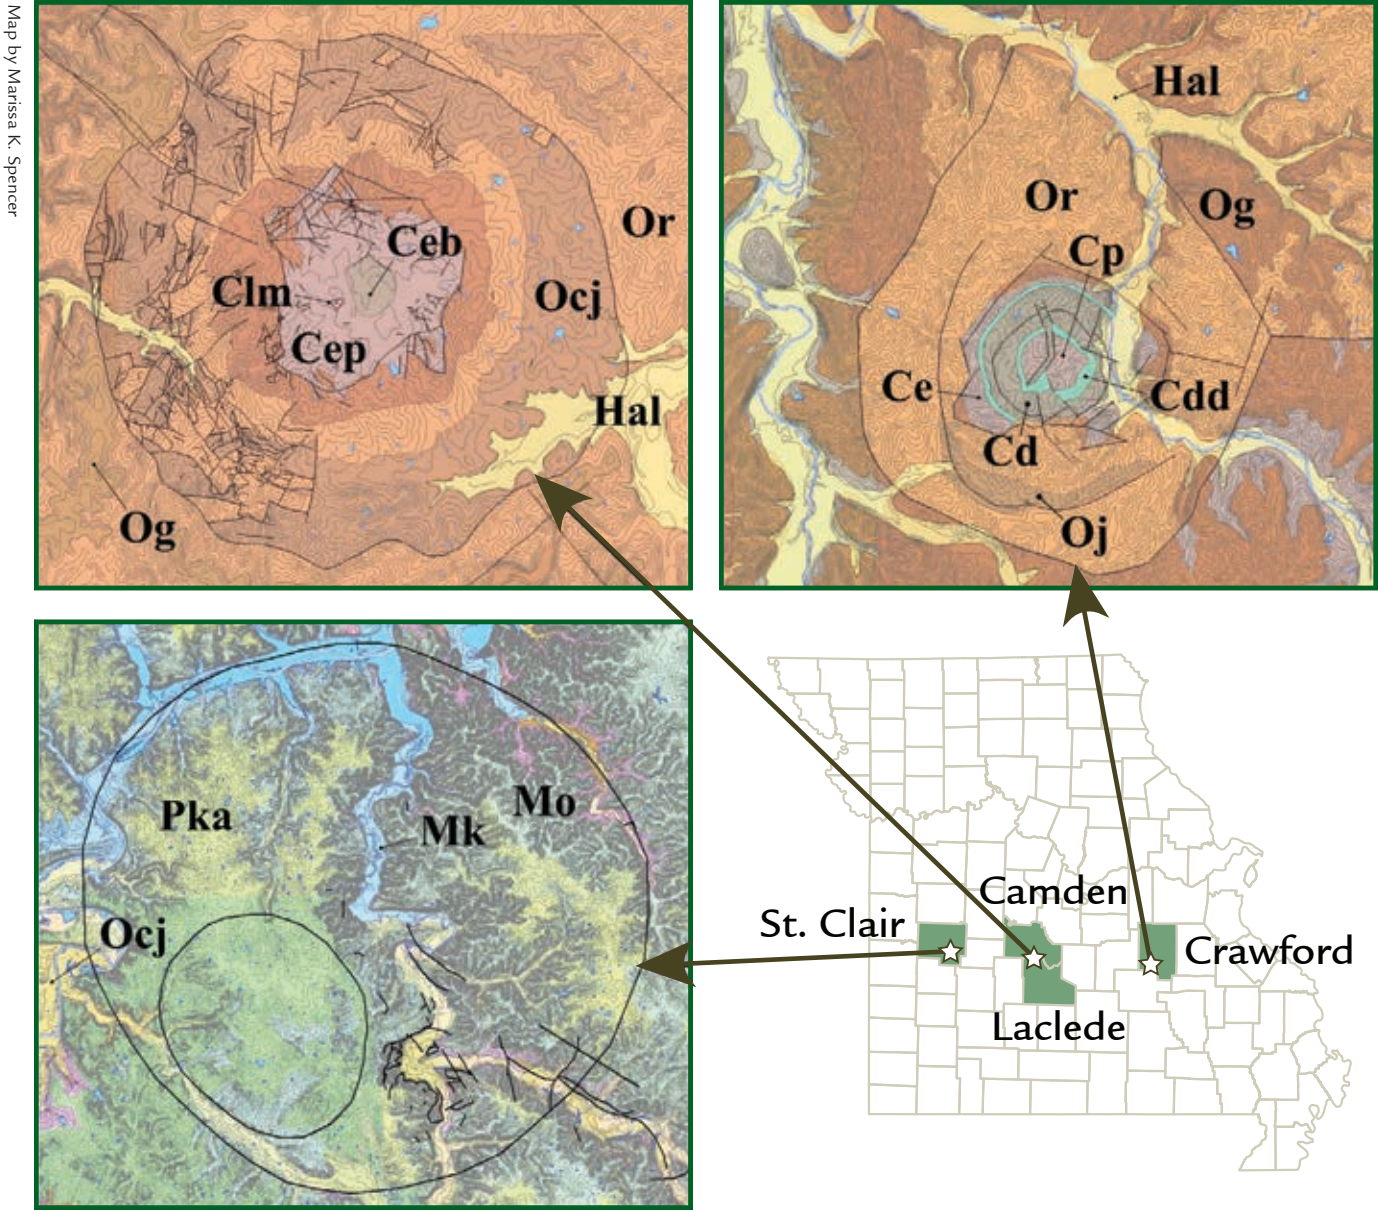 Map by Marissa K. Spencer
Ceb
Clm
Cep
Or
Ocj
Hal
Og
Hal
Or
Og
Cp
Ce
Cdd
Cd
Oj
Pka
Mk
Mo
Ocj
St. Clair
Camden
Crawford
Laclede